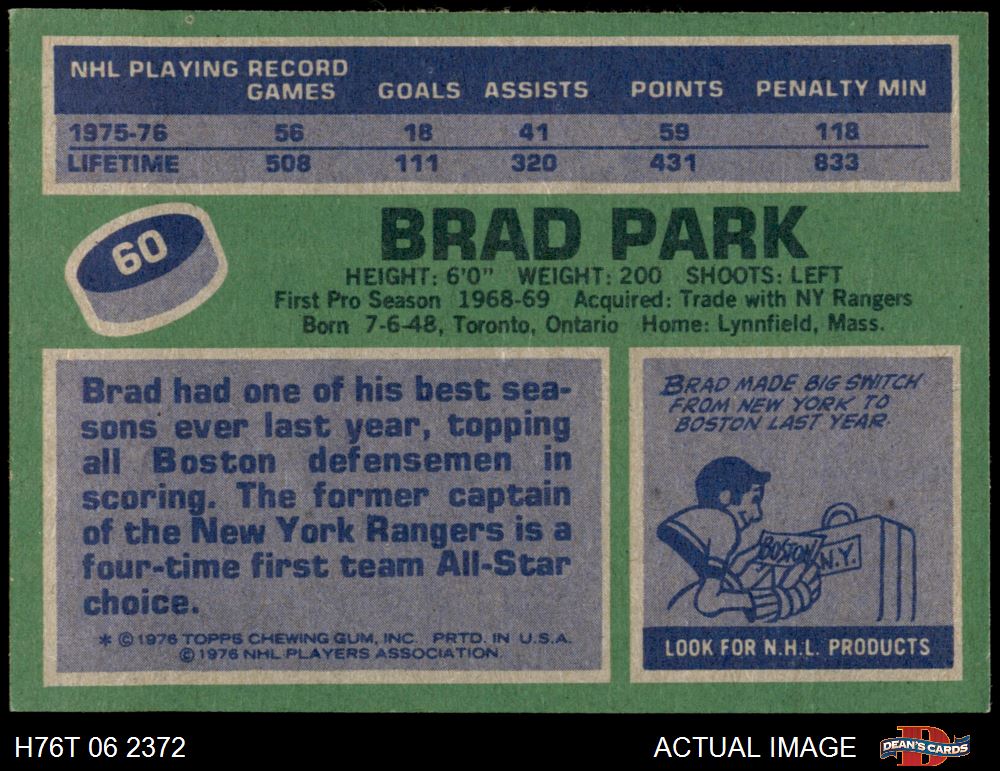 NHL PLAYING RECORD
GAMES GOALS ASSISTS POINTS PENALTY MIN
1975-76 56 18 41 59 118
LIFETIME 508 111 320 431 833
60
BRAD PARK
HEIGHT: 6'0" WEIGHT: 200 SHOOTS: LEFT
First Pro Season 1968-69 Acquired: Trade with NY Rangers
Born 7-6-48, Toronto, Ontario Home: Lynnfield, Mass.
Brad had one of his best sea-
sons ever last year, topping
all Boston defensemen in
scoring. The former captain
of the New York Rangers is a
four-time first team All-Star
choice.
* © 1976 TOPPS CHEWING GUM, INC. PRTD. IN U.S.A.
© 1976 NHL PLAYERS ASSOCIATION.
BRAD MADE BIG SWITCH
FROM NEW YORK TO
BOSTON LAST YEAR.
BOSTON
N.Y.
LOOK FOR N.H.L. PRODUCTS
H76T 06 2372
ACTUAL IMAGE
DEAN'S CARDS